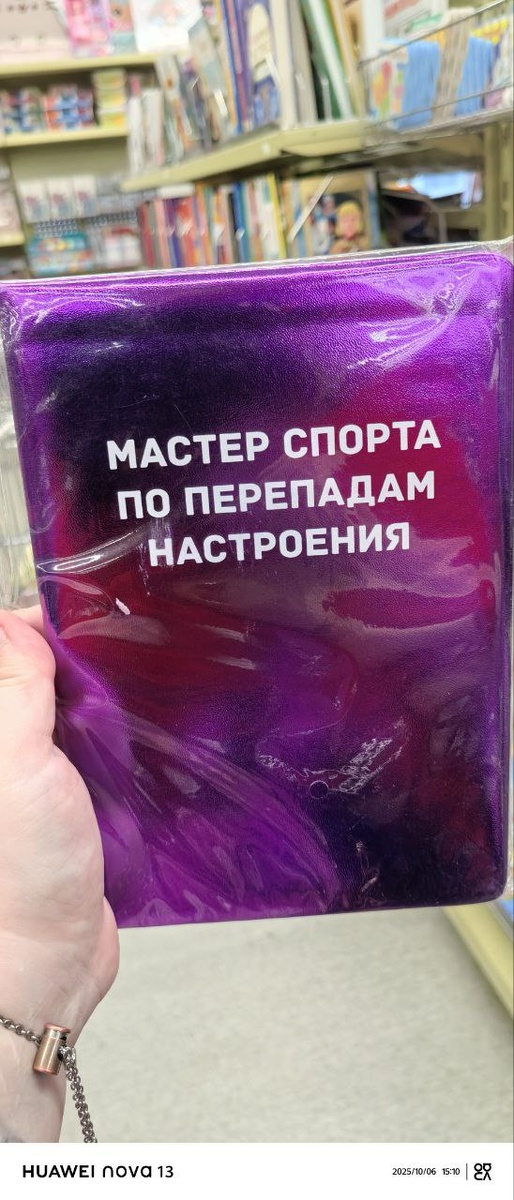 МАСТЕР СПОРТА
ПО ПЕРЕПАДАМ
НАСТРОЕНИЯ
HUAWEI nova 13
2025/10/06 15:10